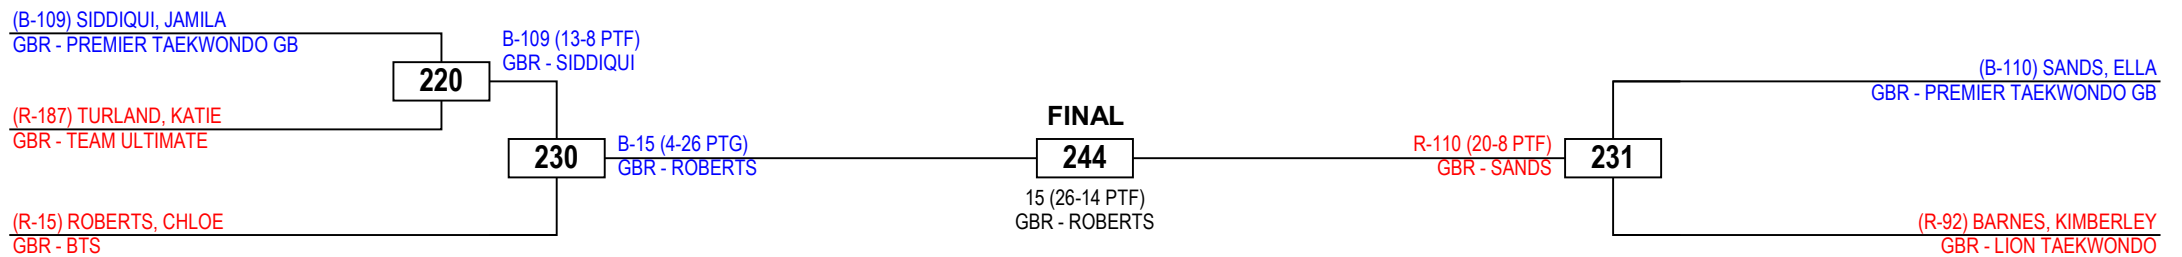 (B-109) SIDDIQUI, JAMILA
GBR - PREMIER TAEKWONDO GB
B-109 (13-8 PTF)
GBR - SIDDIQUI
220
(R-187) TURLAND, KATIE
GBR - TEAM ULTIMATE
230
B-15 (4-26 PTG)
GBR - ROBERTS
(R-15) ROBERTS, CHLOE
GBR - BTS
FINAL
244
15 (26-14 PTF)
GBR - ROBERTS
R-110 (20-8 PTF)
GBR - SANDS
231
(B-110) SANDS, ELLA
GBR - PREMIER TAEKWONDO GB
(R-92) BARNES, KIMBERLEY
GBR - LION TAEKWONDO